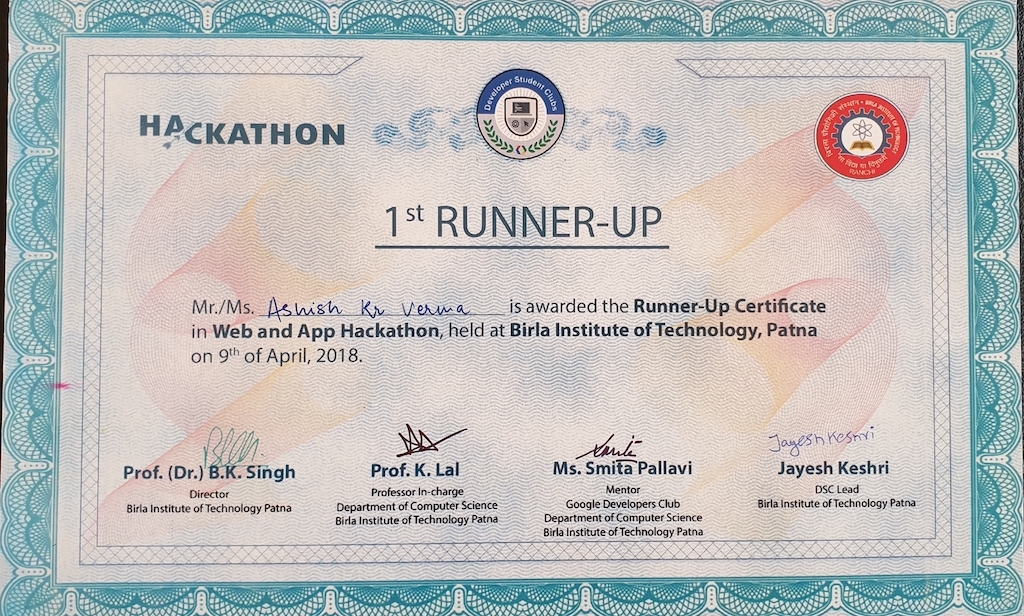 HACKATHON
Developer Student Clubs
BIRLA INSTITUTE OF TECHNOLOGY
RANCHI
1st RUNNER-UP
Mr./Ms. Ashish Kr Verma is awarded the Runner-Up Certificate
in Web and App Hackathon, held at Birla Institute of Technology, Patna
on 9th of April, 2018.
Jayesh Keshri
Prof. (Dr.) B.K. Singh
Director
Birla Institute of Technology Patna
Prof. K. Lal
Professor In-charge
Department of Computer Science
Birla Institute of Technology Patna
Ms. Smita Pallavi
Mentor
Google Developers Club
Department of Computer Science
Birla Institute of Technology Patna
Jayesh Keshri
DSC Lead
Birla Institute of Technology Patna